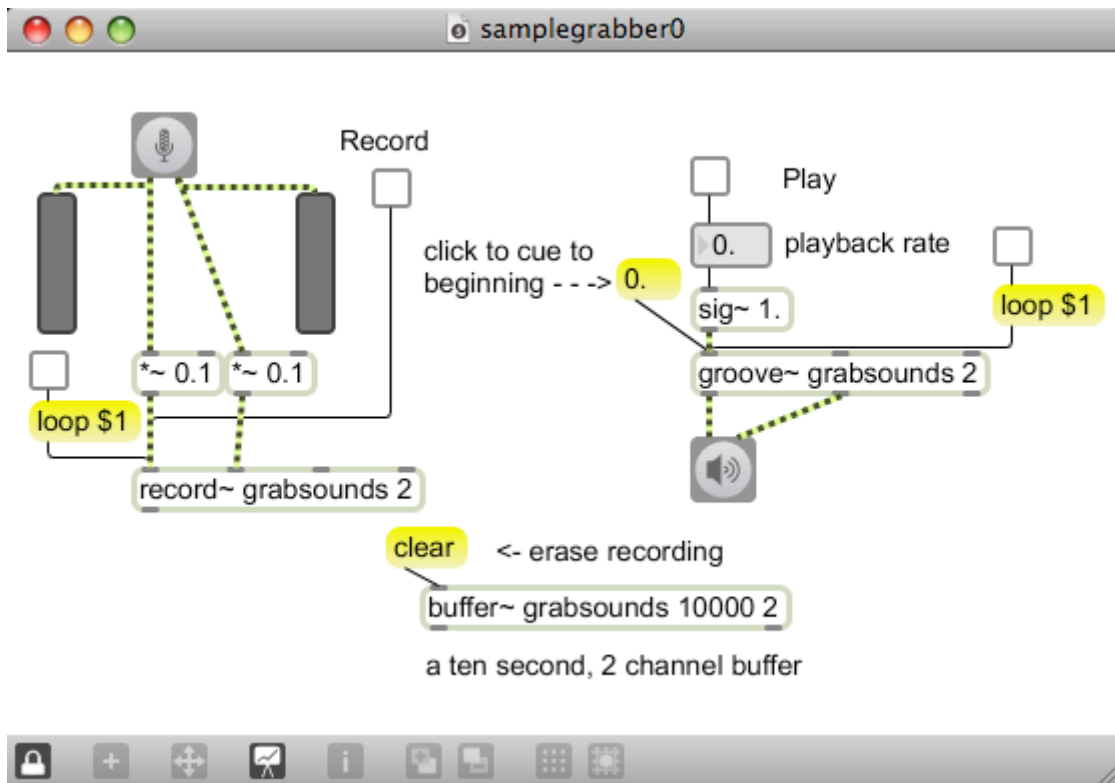 samplegrabber0
Record
Play
click to cue to
beginning - - ->
0.
0.
playback rate
sig~ 1.
loop $1
*~ 0.1
*~ 0.1
groove~ grabsounds 2
loop $1
record~ grabsounds 2
clear
<- erase recording
buffer~ grabsounds 10000 2
a ten second, 2 channel buffer